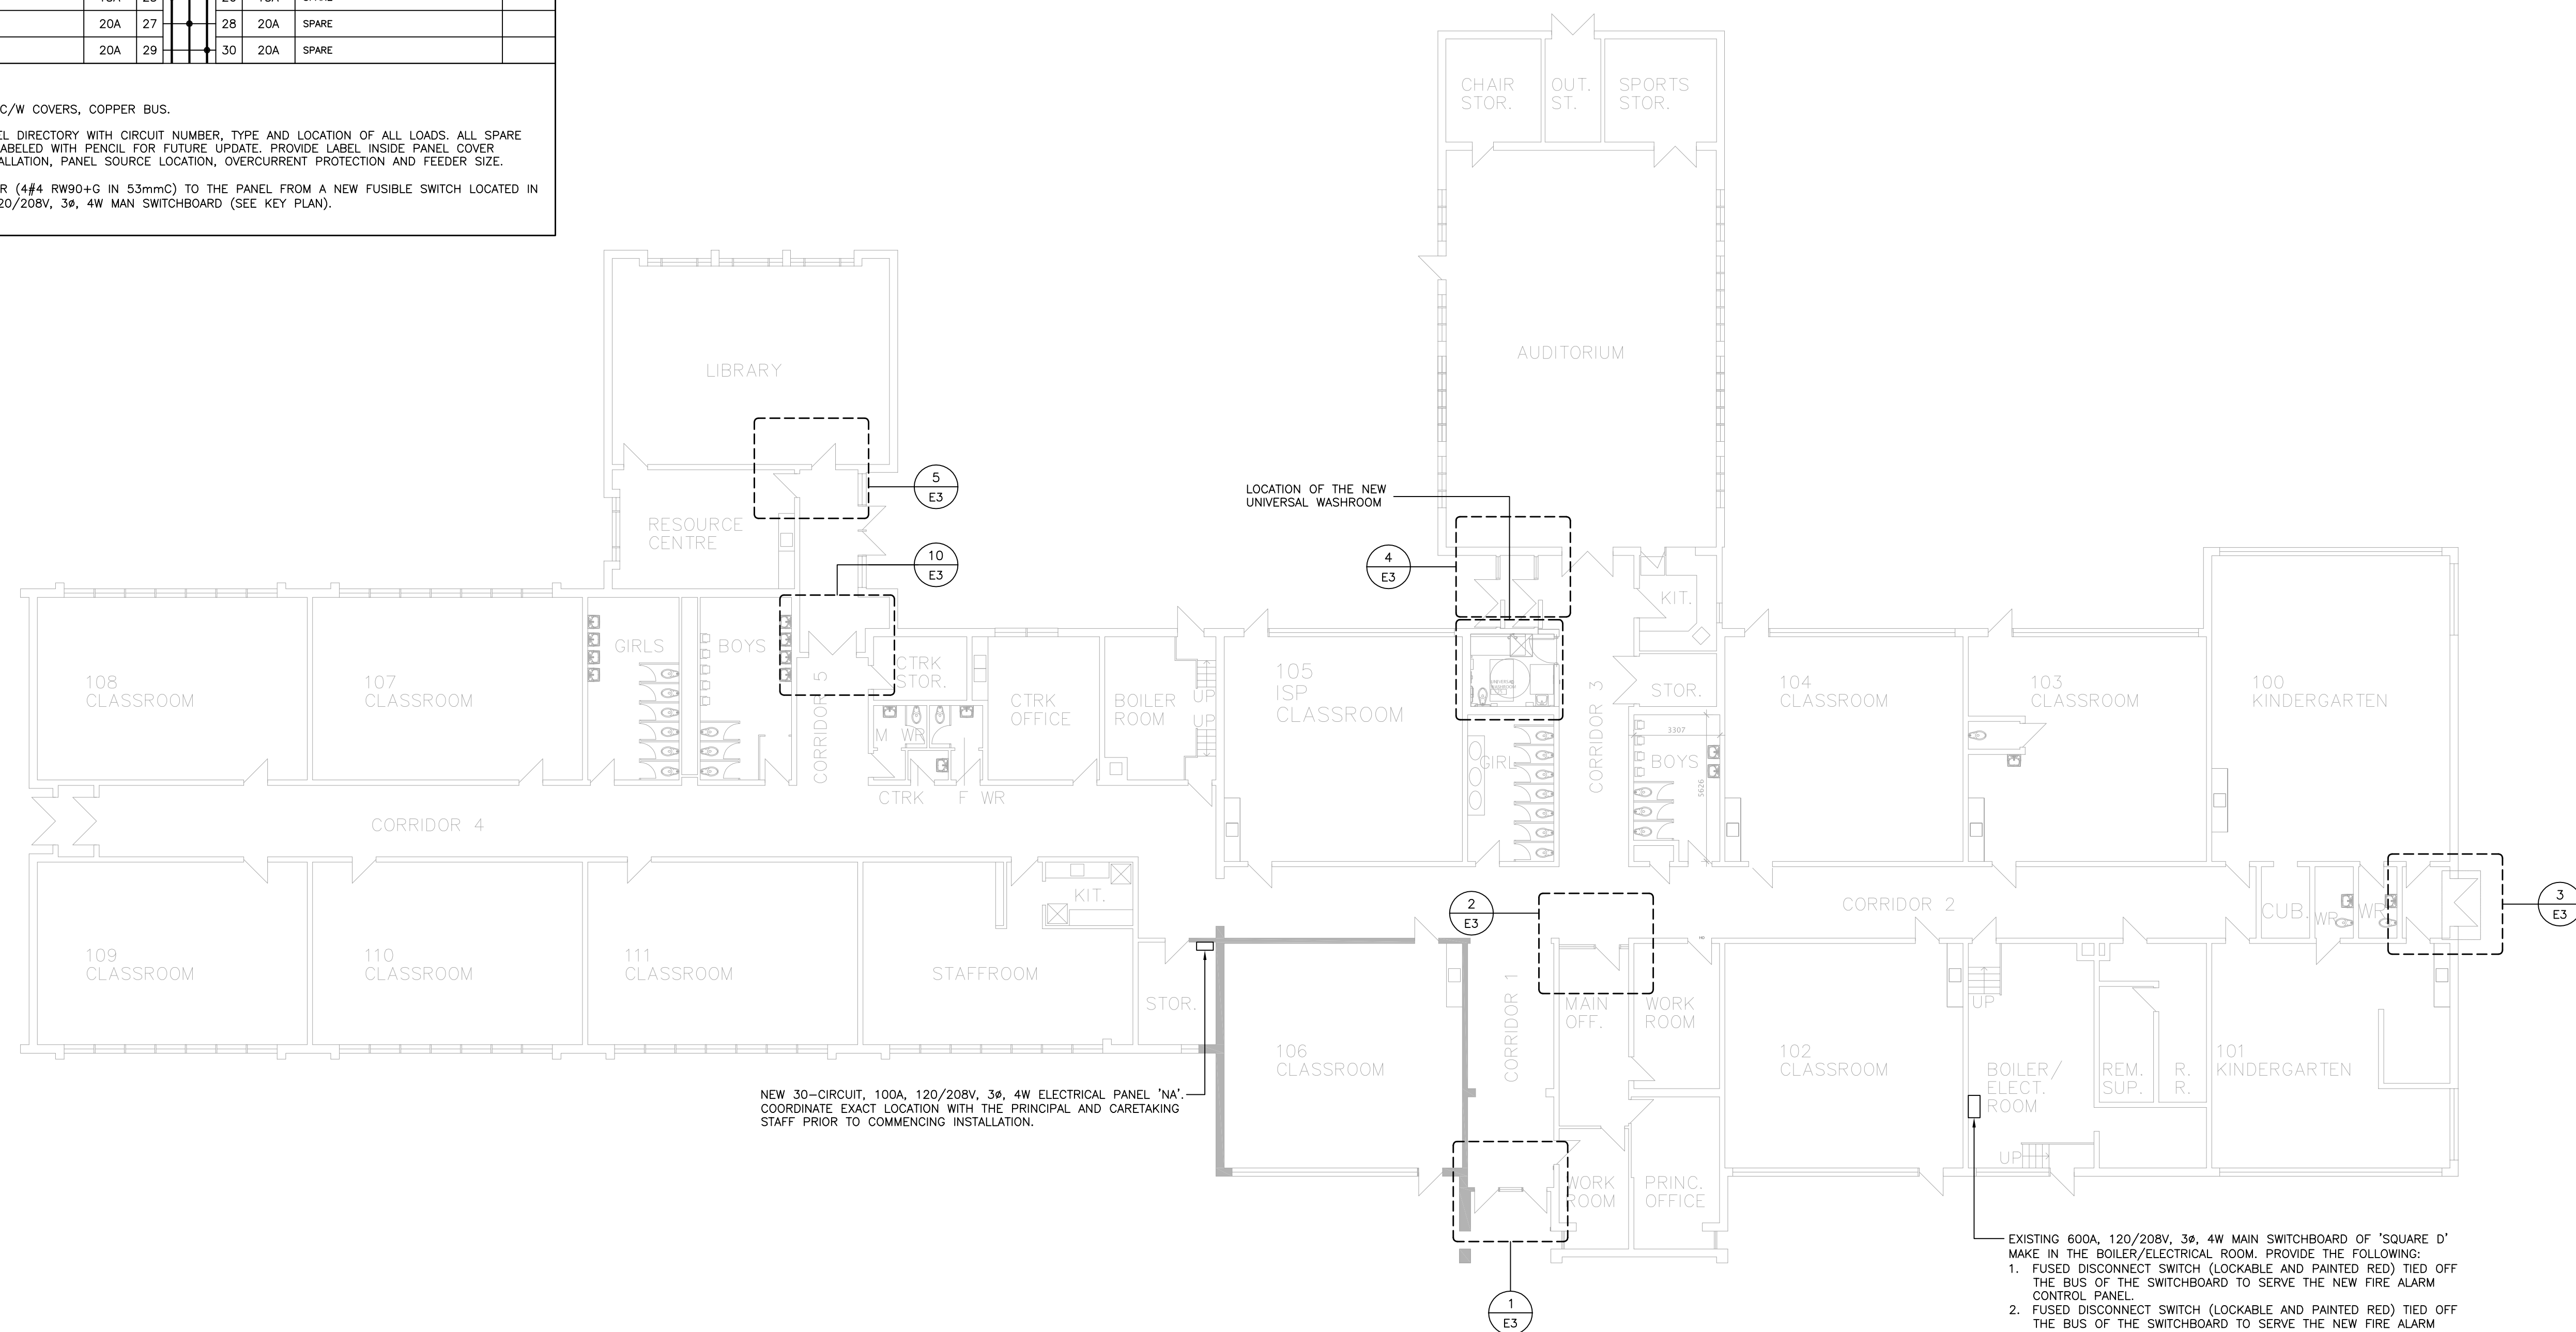 20A 27 28 20A SPARE
20A 29 30 20A SPARE
C/W COVERS, COPPER BUS.
EL DIRECTORY WITH CIRCUIT NUMBER, TYPE AND LOCATION OF ALL LOADS. ALL SPARE
ABELED WITH PENCIL FOR FUTURE UPDATE. PROVIDE LABEL INSIDE PANEL COVER
ALLATION, PANEL SOURCE LOCATION, OVERCURRENT PROTECTION AND FEEDER SIZE.
R (4#4 RW90+G IN 53mmC) TO THE PANEL FROM A NEW FUSIBLE SWITCH LOCATED IN
20/208V, 3ø, 4W MAN SWITCHBOARD (SEE KEY PLAN).
CHAIR
STOR.
OUT.
ST.
SPORTS
STOR.
AUDITORIUM
LIBRARY
5
E3
RESOURCE
CENTRE
10
E3
LOCATION OF THE NEW
UNIVERSAL WASHROOM
4
E3
KIT.
108
CLASSROOM
107
CLASSROOM
GIRLS
BOYS
CORRIDOR 5
CTRK
STOR.
M WR
CTRK
F WR
CTRK
OFFICE
BOILER
ROOM
UP
UP
105
ISP
CLASSROOM
GIRL
CORRIDOR 3
STOR.
3307
BOYS
5626
104
CLASSROOM
103
CLASSROOM
100
KINDERGARTEN
CORRIDOR 4
CORRIDOR 2
CUB.
WR
WR
3
E3
2
E3
109
CLASSROOM
110
CLASSROOM
111
CLASSROOM
STAFFROOM
KIT.
STOR.
106
CLASSROOM
CORRIDOR 1
MAIN
OFF.
WORK
ROOM
102
CLASSROOM
UP
BOILER/
ELECT.
ROOM
UP
REM.
SUP.
R.
R.
101
KINDERGARTEN
WORK
ROOM
PRINC.
OFFICE
NEW 30-CIRCUIT, 100A, 120/208V, 3ø, 4W ELECTRICAL PANEL 'NA'.
COORDINATE EXACT LOCATION WITH THE PRINCIPAL AND CARETAKING
STAFF PRIOR TO COMMENCING INSTALLATION.
1
E3
EXISTING 600A, 120/208V, 3ø, 4W MAIN SWITCHBOARD OF 'SQUARE D'
MAKE IN THE BOILER/ELECTRICAL ROOM. PROVIDE THE FOLLOWING:
1. FUSED DISCONNECT SWITCH (LOCKABLE AND PAINTED RED) TIED OFF
THE BUS OF THE SWITCHBOARD TO SERVE THE NEW FIRE ALARM
CONTROL PANEL.
2. FUSED DISCONNECT SWITCH (LOCKABLE AND PAINTED RED) TIED OFF
THE BUS OF THE SWITCHBOARD TO SERVE THE NEW FIRE ALARM